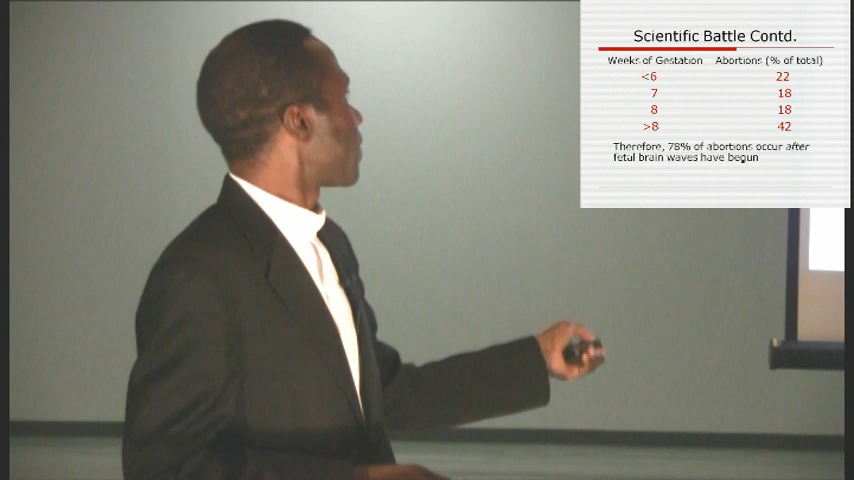 Scientific Battle Contd.
Weeks of Gestation Abortions (% of total)
<6 22
7 18
8 18
>8 42
Therefore, 78% of abortions occur after
fetal brain waves have begun